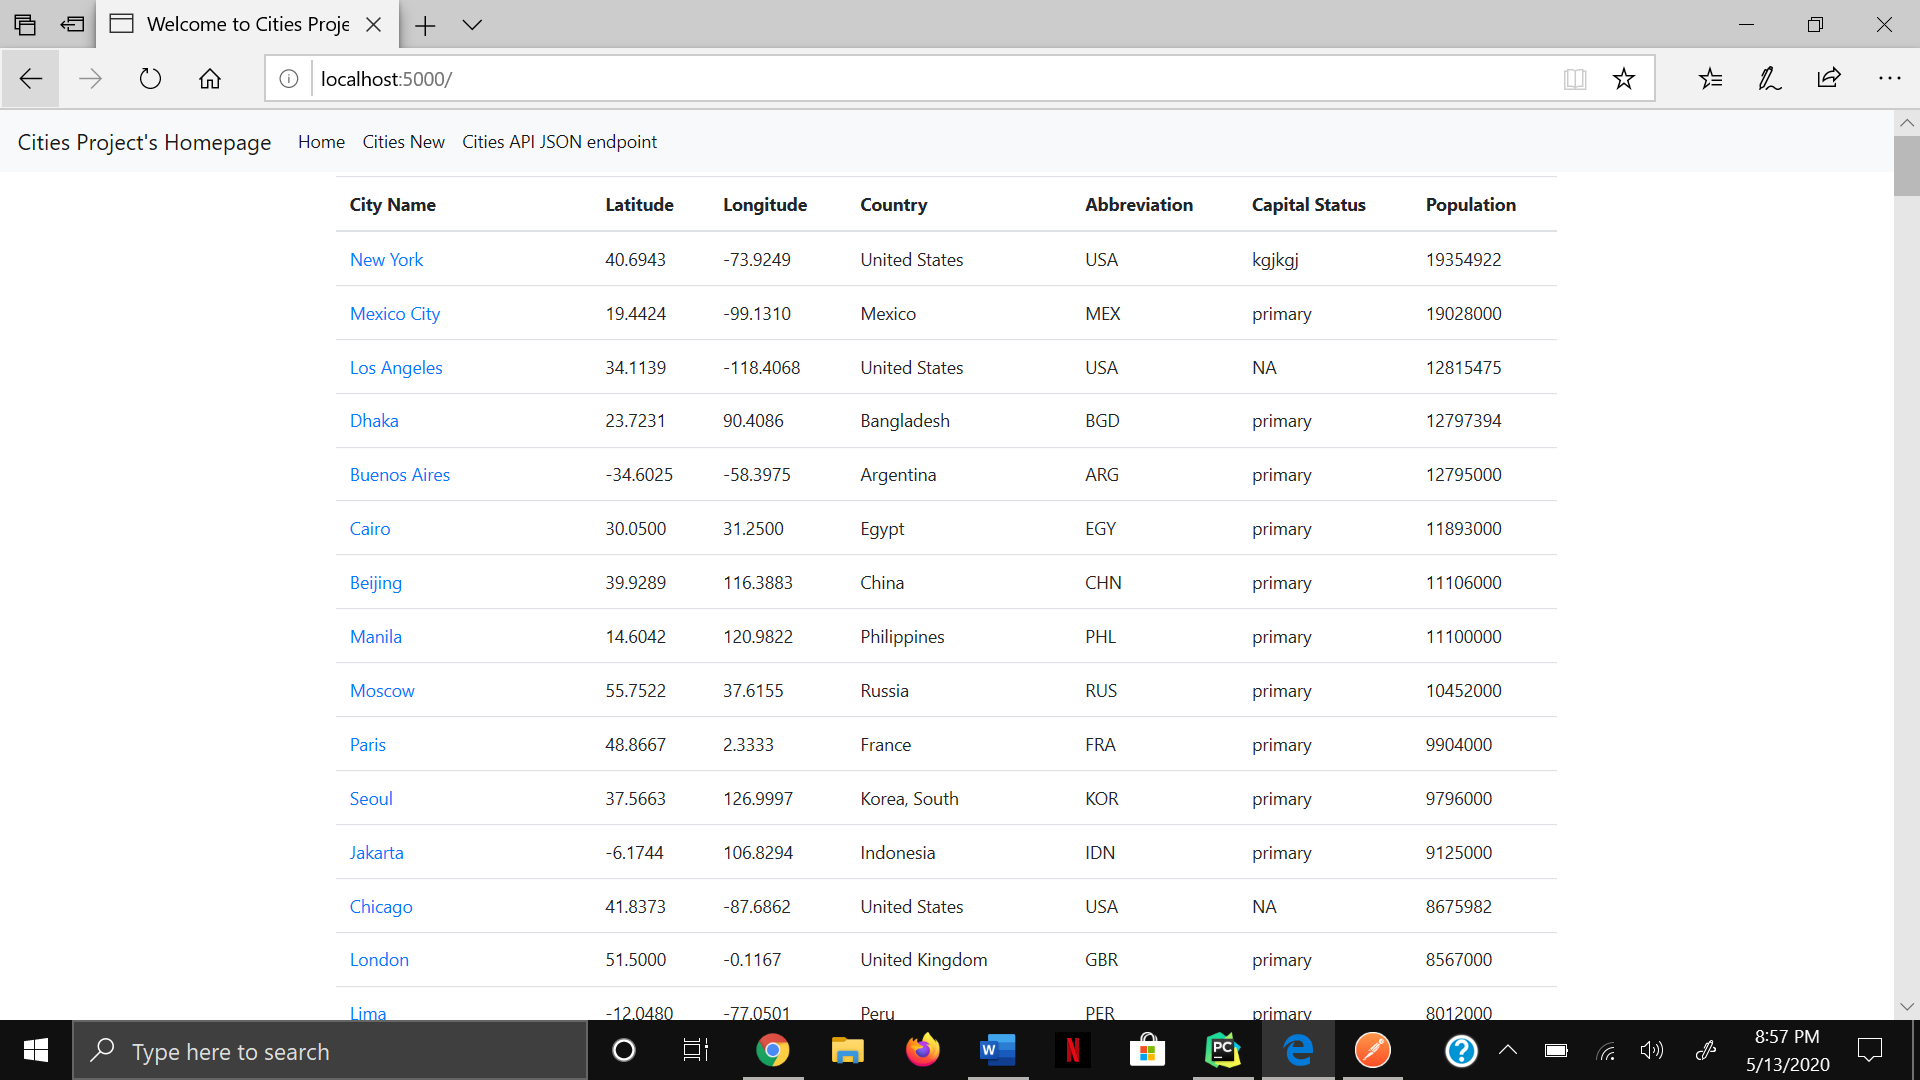 Welcome to Cities Proje
localhost:5000/
Cities Project's Homepage Home Cities New Cities API JSON endpoint
City Name Latitude Longitude Country Abbreviation Capital Status Population
New York 40.6943 -73.9249 United States USA kgjkgj 19354922
Mexico City 19.4424 -99.1310 Mexico MEX primary 19028000
Los Angeles 34.1139 -118.4068 United States USA NA 12815475
Dhaka 23.7231 90.4086 Bangladesh BGD primary 12797394
Buenos Aires -34.6025 -58.3975 Argentina ARG primary 12795000
Cairo 30.0500 31.2500 Egypt EGY primary 11893000
Beijing 39.9289 116.3883 China CHN primary 11106000
Manila 14.6042 120.9822 Philippines PHL primary 11100000
Moscow 55.7522 37.6155 Russia RUS primary 10452000
Paris 48.8667 2.3333 France FRA primary 9904000
Seoul 37.5663 126.9997 Korea, South KOR primary 9796000
Jakarta -6.1744 106.8294 Indonesia IDN primary 9125000
Chicago 41.8373 -87.6862 United States USA NA 8675982
London 51.5000 -0.1167 United Kingdom GBR primary 8567000
Lima -12.0480 -77.0501 Peru PER primary 8012000
Type here to search
W
N
PC
?
8:57 PM
5/13/2020